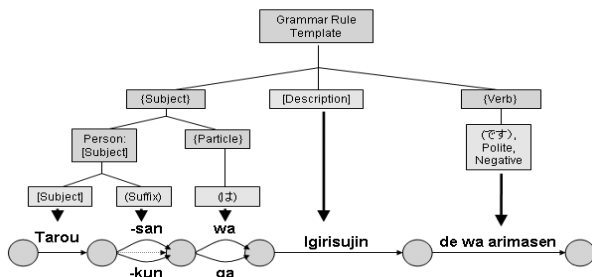 Grammar Rule
Template
{Subject}
[Description]
{Verb}
Person:
[Subject]
{Particle}
(です),
Polite,
Negative
[Subject]
(Suffix)
(は)
Tarou
-san
wa
Igirisujin
de wa arimasen
-kun
ga